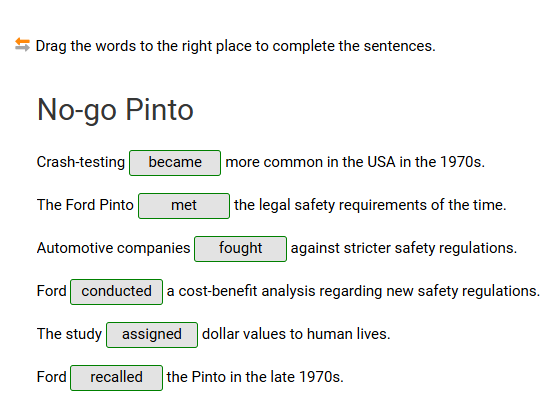 Drag the words to the right place to complete the sentences.
No-go Pinto
Crash-testing became more common in the USA in the 1970s.
The Ford Pinto met the legal safety requirements of the time.
Automotive companies fought against stricter safety regulations.
Ford conducted a cost-benefit analysis regarding new safety regulations.
The study assigned dollar values to human lives.
Ford recalled the Pinto in the late 1970s.